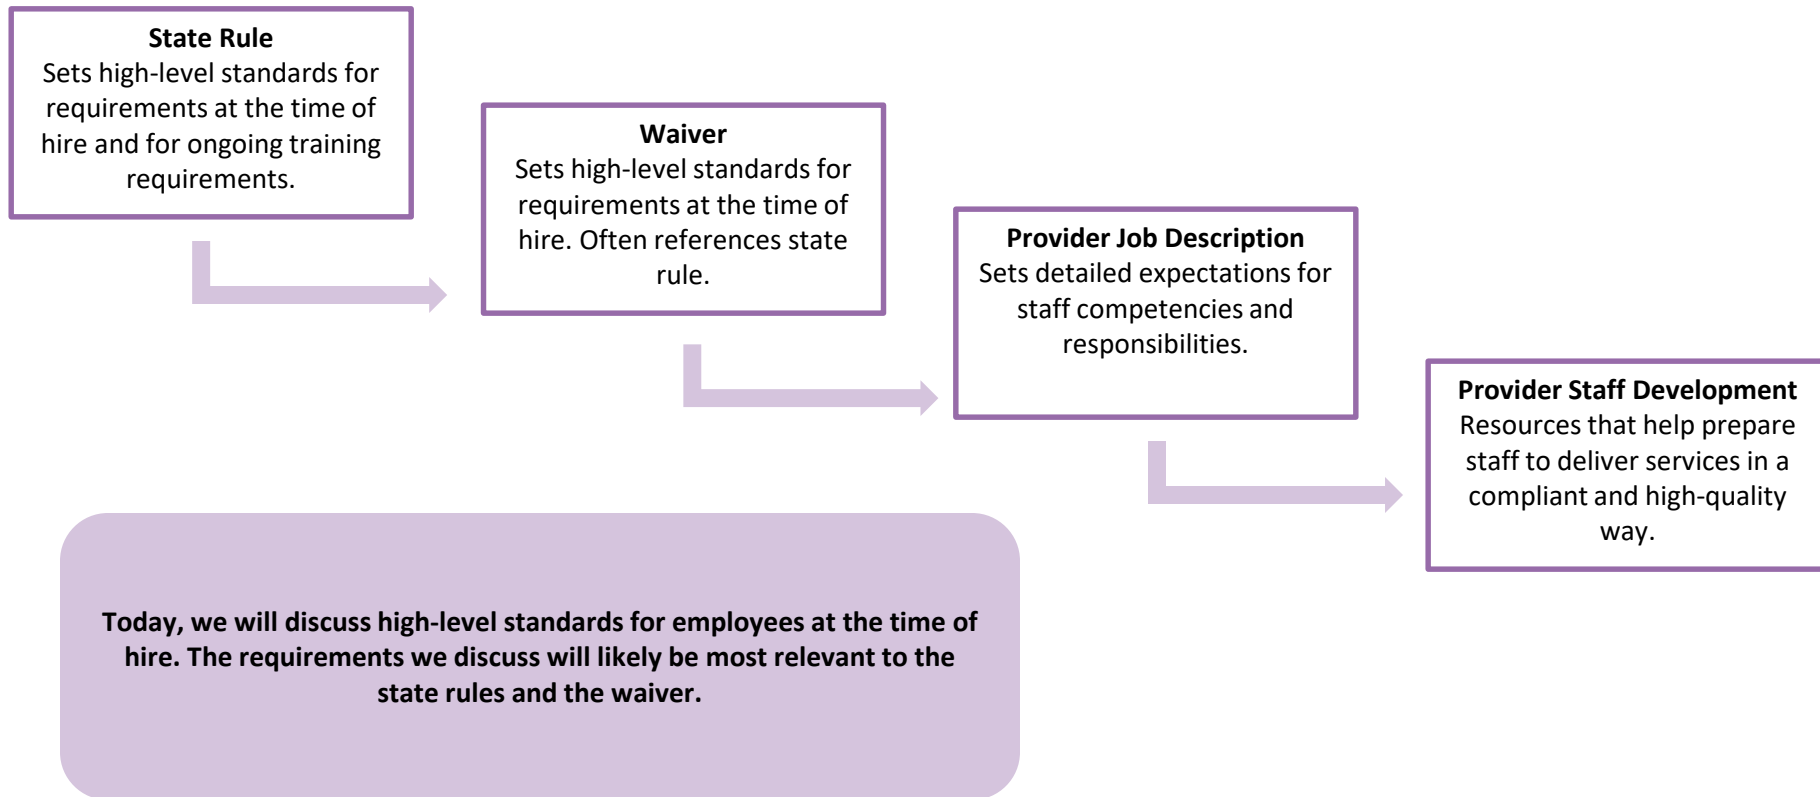 State Rule
Sets high-level standards for
requirements at the time of
hire and for ongoing training
requirements.
Waiver
Sets high-level standards for
requirements at the time of
hire. Often references state
rule.
Provider Job Description
Sets detailed expectations for
staff competencies and
responsibilities.
Provider Staff Development
Resources that help prepare
staff to deliver services in a
compliant and high-quality
way.
Today, we will discuss high-level standards for employees at the time of
hire. The requirements we discuss will likely be most relevant to the
state rules and the waiver.